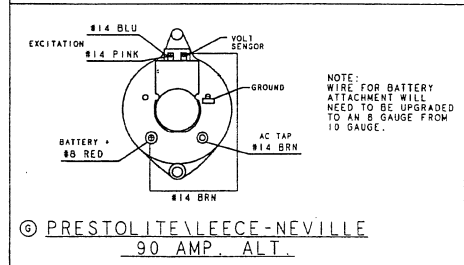 #14 BLU
EXCITATION
#14 PINK
VOLT
SENSOR
GROUND
NOTE:
WIRE FOR BATTERY
ATTACHMENT WILL
NEED TO BE UPGRADED
TO AN 8 GAUGE FROM
10 GAUGE.
BATTERY +
#8 RED
AC TAP
#14 BRN
#14 BRN
G PRESTOLITE\LEECE-NEVILLE
90 AMP. ALT.